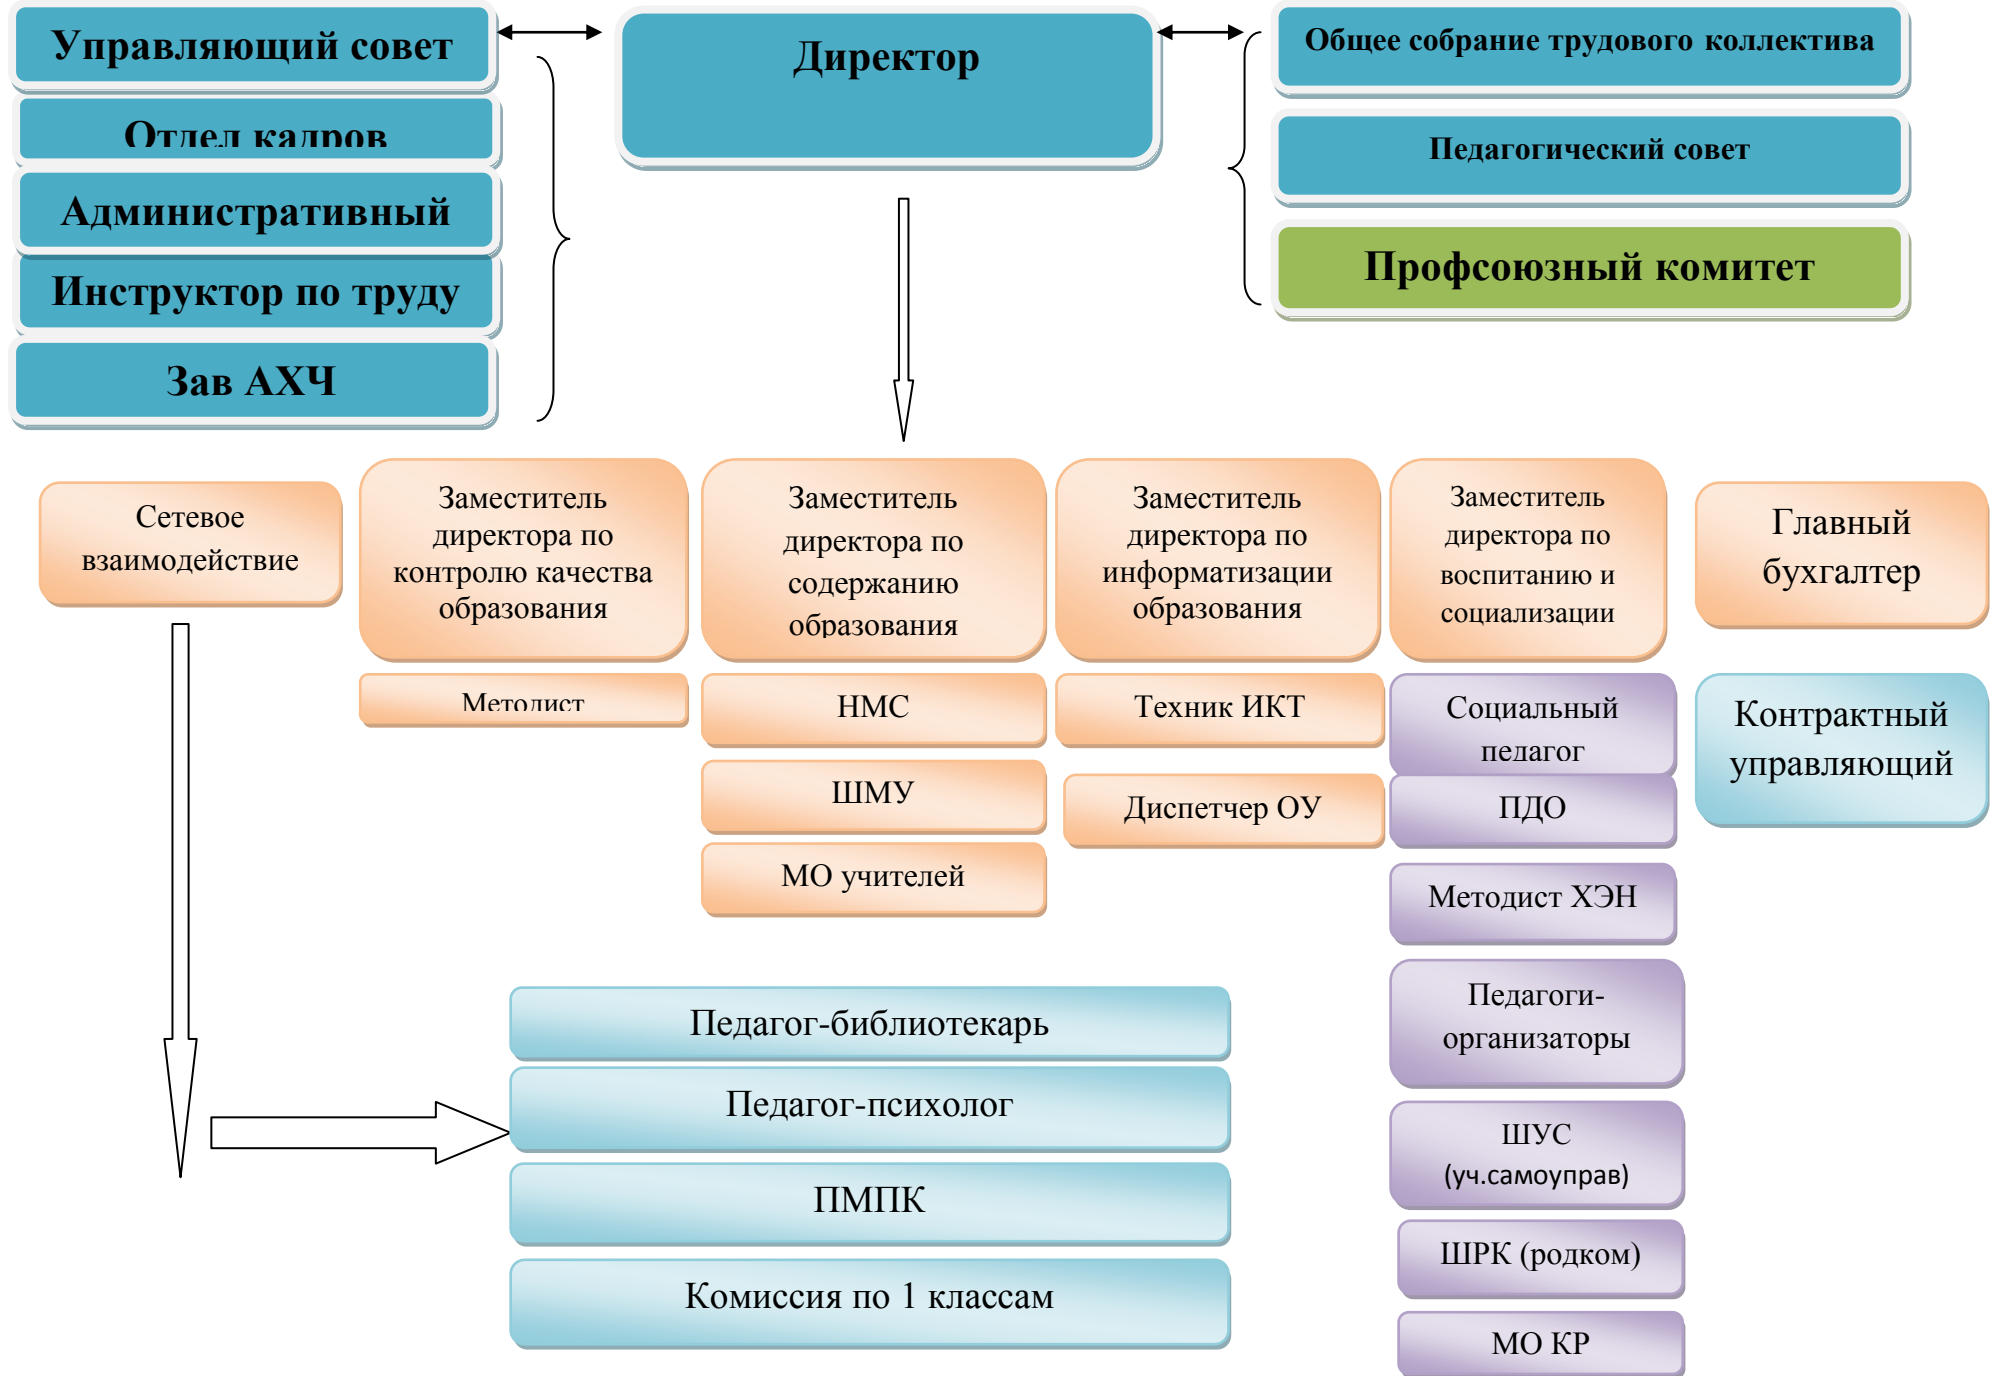 Управляющий совет
Отдел кадров
Административный
Инструктор по труду
Зав АХЧ
Директор
Общее собрание трудового коллектива
Педагогический совет
Профсоюзный комитет
Сетевое
взаимодействие
Заместитель
директора по
контролю качества
образования
Методист
Заместитель
директора по
содержанию
образования
НМС
ШМУ
МО учителей
Заместитель
директора по
информатизации
образования
Техник ИКТ
Диспетчер ОУ
Заместитель
директора по
воспитанию и
социализации
Социальный
педагог
ПДО
Методист ХЭН
Педагоги-
организаторы
ШУС
(уч.самоуправ)
ШРК (родком)
МО КР
Главный
бухгалтер
Контрактный
управляющий
Педагог-библиотекарь
Педагог-психолог
ПМПК
Комиссия по 1 классам